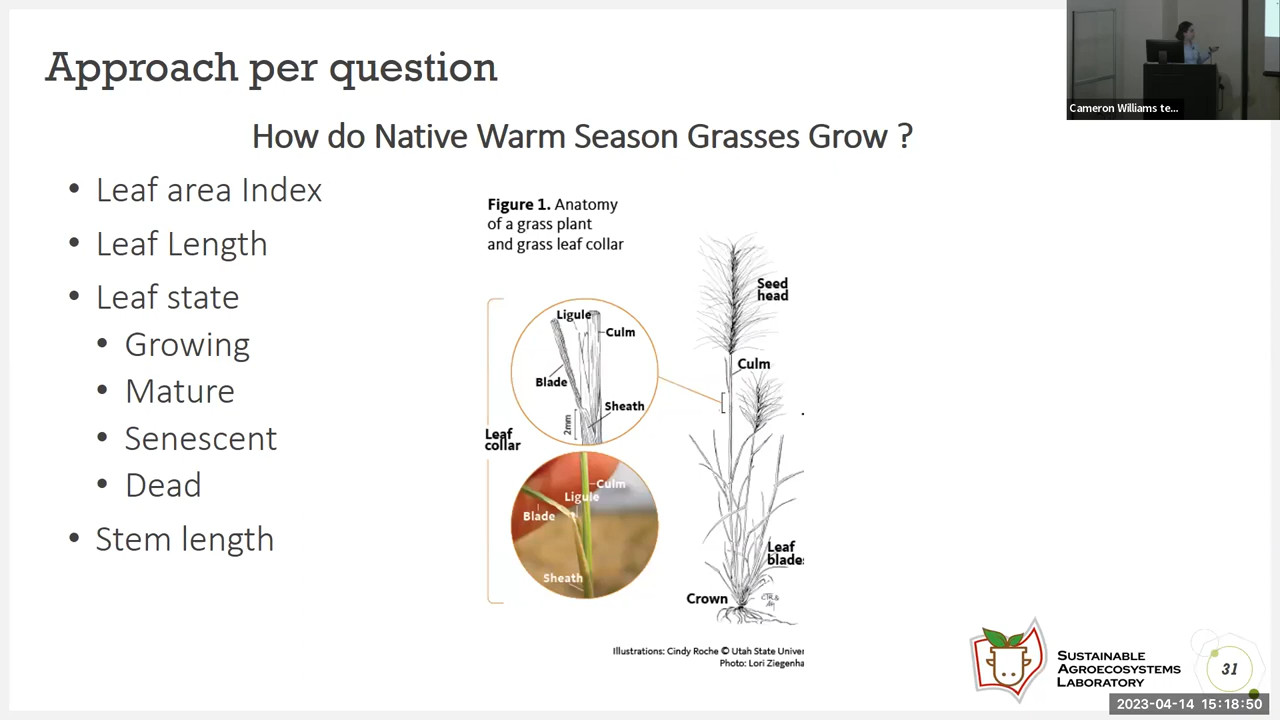 Approach per question
Cameron Williams te...
How do Native Warm Season Grasses Grow ?
• Leaf area Index
• Leaf Length
• Leaf state
• Growing
• Mature
• Senescent
• Dead
• Stem length
Figure 1. Anatomy
of a grass plant
and grass leaf collar
Ligule
Culm
Blade
Sheath
2mm
Leaf
collar
Culm
Ligule
Blade
Sheath
Seed
head
Culm
Leaf
blades
Crown
Illustrations: Cindy Roche © Utah State Univer
Photo: Lori Ziegenha
SUSTAINABLE
AGROECOSYSTEMS
LABORATORY
31
2023-04-14 15:18:50